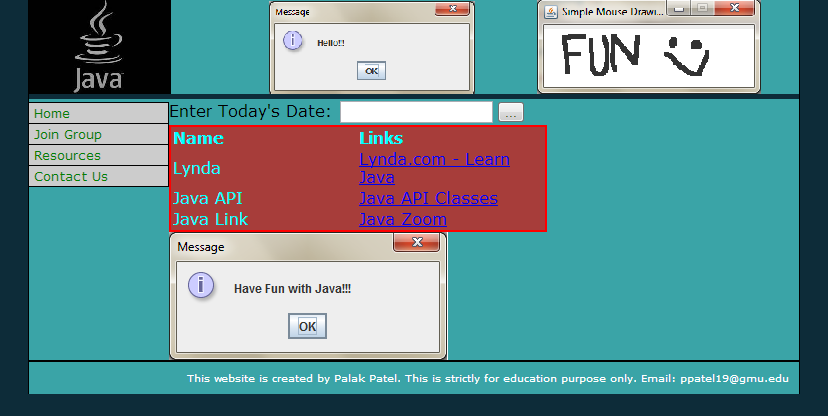 Java
Message
Hello!!!
OK
Simple Mouse Drawi...
FUN
Home
Join Group
Resources
Contact Us
Enter Today's Date:
...
Name Links
Lynda Lynda.com - Learn
Java
Java API Java API Classes
Java Link Java Zoom
Message
Have Fun with Java!!!
OK
This website is created by Palak Patel. This is strictly for education purpose only. Email: ppatel19@gmu.edu